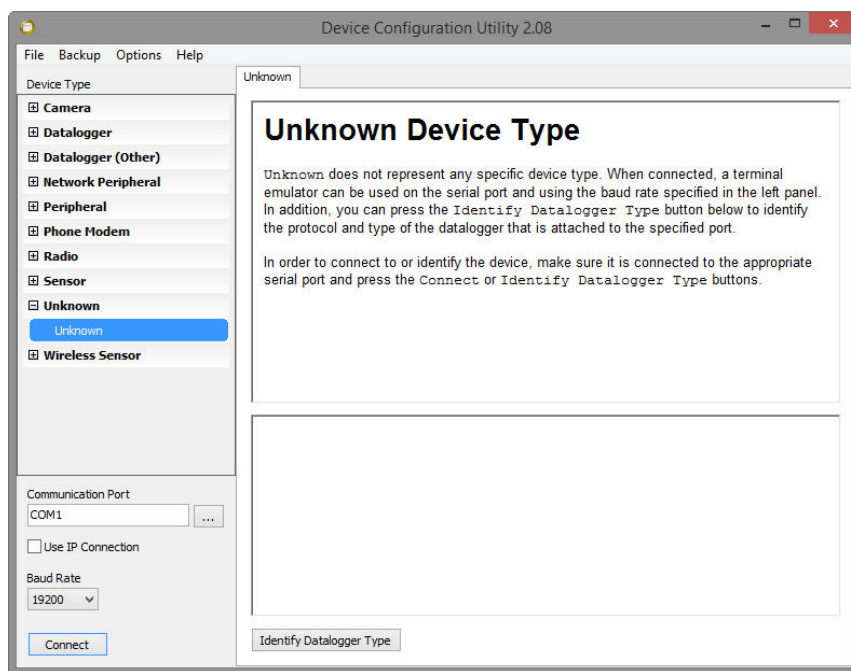 Device Configuration Utility 2.08
File Backup Options Help
Device Type
Camera
Datalogger
Datalogger (Other)
Network Peripheral
Peripheral
Phone Modem
Radio
Sensor
Unknown
Unknown
Wireless Sensor
Communication Port
COM1
...
Use IP Connection
Baud Rate
19200
Connect
Unknown
Unknown Device Type
Unknown does not represent any specific device type. When connected, a terminal
emulator can be used on the serial port and using the baud rate specified in the left panel.
In addition, you can press the Identify Datalogger Type button below to identify
the protocol and type of the datalogger that is attached to the specified port.
In order to connect to or identify the device, make sure it is connected to the appropriate
serial port and press the Connect or Identify Datalogger Type buttons.
Identify Datalogger Type